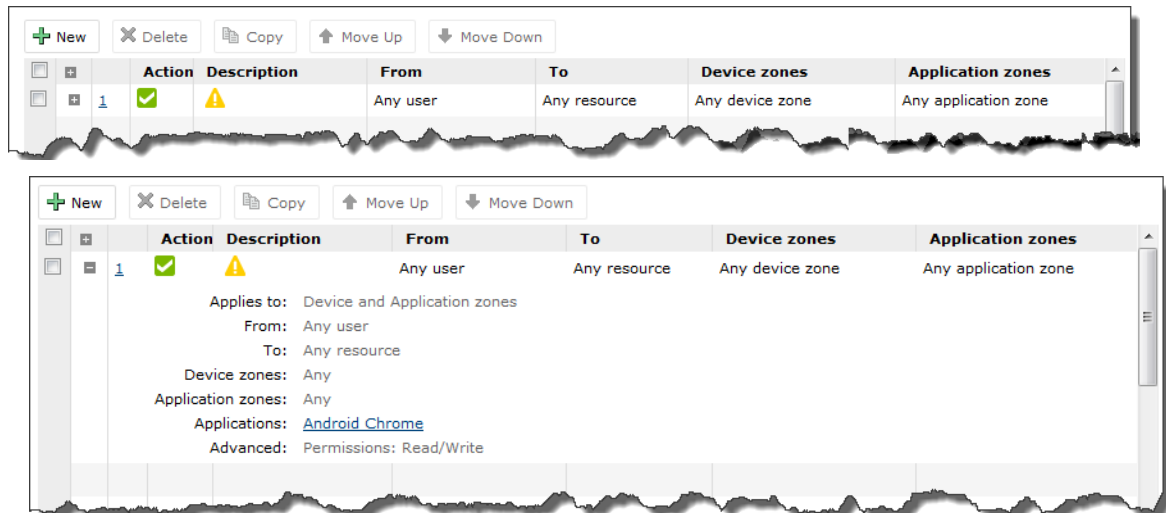 New Delete Copy Move Up Move Down
Action Description From To Device zones Application zones
1 Any user Any resource Any device zone Any application zone
New Delete Copy Move Up Move Down
Action Description From To Device zones Application zones
1 Any user Any resource Any device zone Any application zone
Applies to: Device and Application zones
From: Any user
To: Any resource
Device zones: Any
Application zones: Any
Applications: Android Chrome
Advanced: Permissions: Read/Write